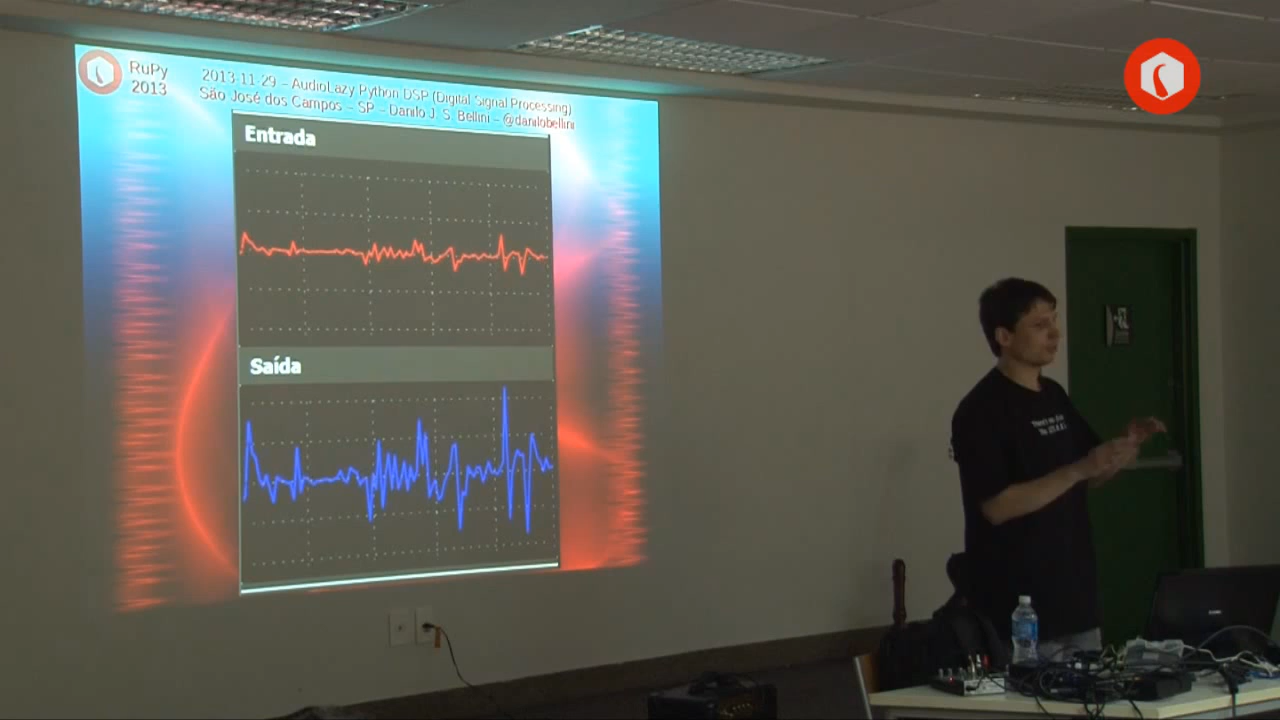 RuPy
2013
2013-11-29 – AudioLazy Python DSP (Digital Signal Processing)
São José dos Campos – SP – Danilo J. S. Bellini – @danilobellini
Entrada
Saída